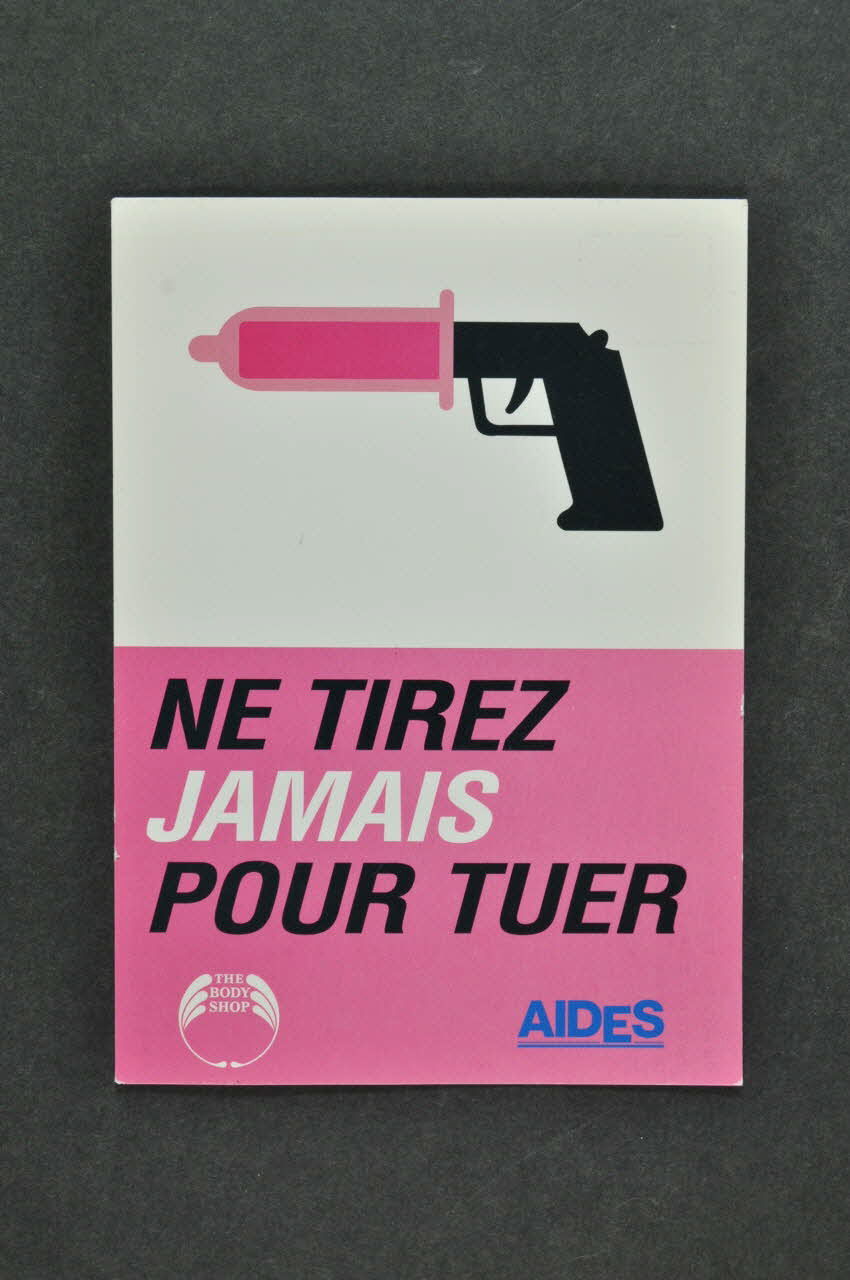 NE TIREZ
JAMAIS
POUR TUER
THE
BODY
SHOP
AIDES